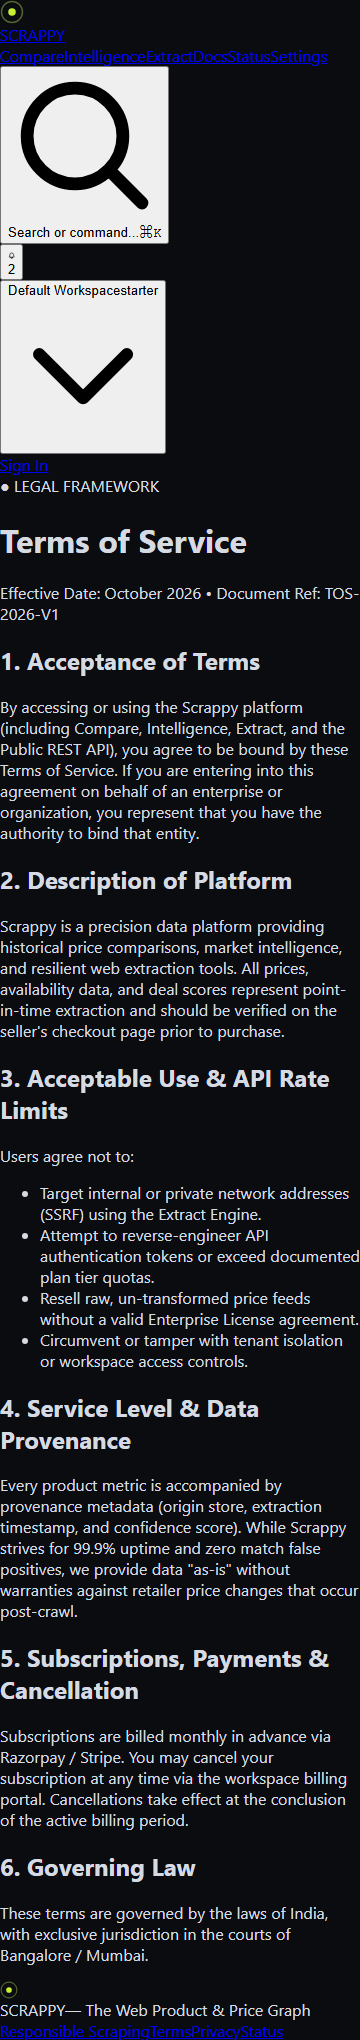 SCRAPPY
CompareIntelligenceExtractDocsStatusSettings
Search or command...⌘K
2
Default Workspacestarter
Sign In
● LEGAL FRAMEWORK
Terms of Service
Effective Date: October 2026 • Document Ref: TOS-
2026-V1
1. Acceptance of Terms
By accessing or using the Scrappy platform
(including Compare, Intelligence, Extract, and the
Public REST API), you agree to be bound by these
Terms of Service. If you are entering into this
agreement on behalf of an enterprise or
organization, you represent that you have the
authority to bind that entity.
2. Description of Platform
Scrappy is a precision data platform providing
historical price comparisons, market intelligence,
and resilient web extraction tools. All prices,
availability data, and deal scores represent point-
in-time extraction and should be verified on the
seller's checkout page prior to purchase.
3. Acceptable Use & API Rate
Limits
Users agree not to:
• Target internal or private network addresses
(SSRF) using the Extract Engine.
• Attempt to reverse-engineer API
authentication tokens or exceed documented
plan tier quotas.
• Resell raw, un-transformed price feeds
without a valid Enterprise License agreement.
• Circumvent or tamper with tenant isolation
or workspace access controls.
4. Service Level & Data
Provenance
Every product metric is accompanied by
provenance metadata (origin store, extraction
timestamp, and confidence score). While Scrappy
strives for 99.9% uptime and zero match false
positives, we provide data "as-is" without
warranties against retailer price changes that occur
post-crawl.
5. Subscriptions, Payments &
Cancellation
Subscriptions are billed monthly in advance via
Razorpay / Stripe. You may cancel your
subscription at any time via the workspace billing
portal. Cancellations take effect at the conclusion
of the active billing period.
6. Governing Law
These terms are governed by the laws of India,
with exclusive jurisdiction in the courts of
Bangalore / Mumbai.
SCRAPPY— The Web Product & Price Graph
Responsible ScrapingTermsPrivacyStatus